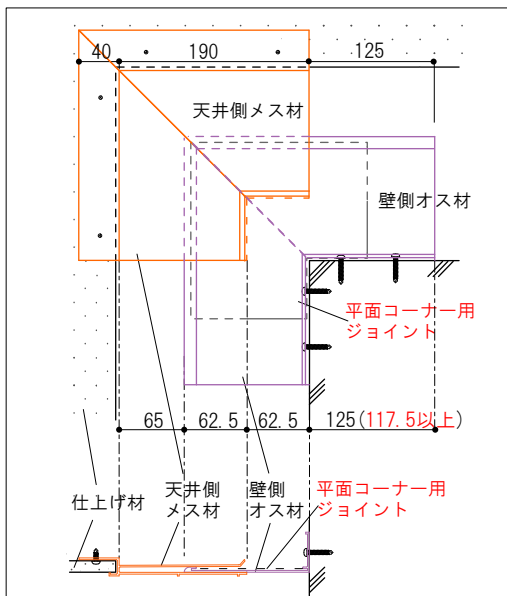 40 190 125
天井側メス材
壁側オス材
平面コーナー用
ジョイント
65 62.5 62.5 125(117.5以上)
仕上げ材
天井側
メス材
壁側
オス材
平面コーナー用
ジョイント